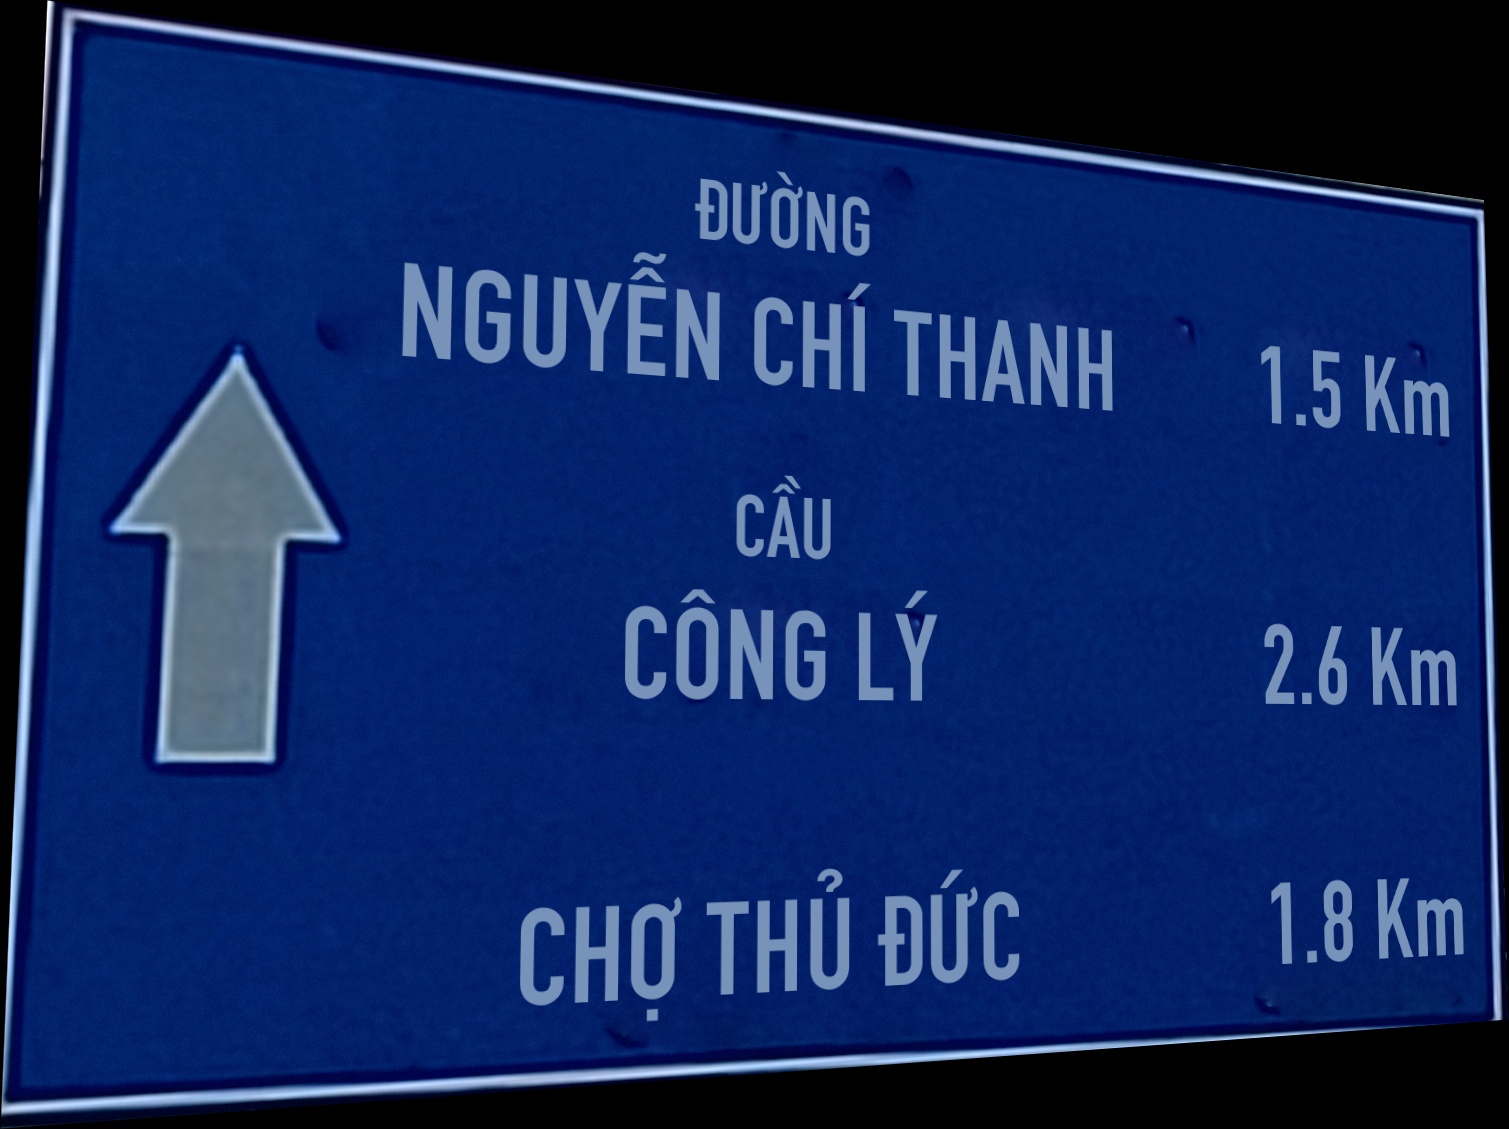 ĐƯỜNG
NGUYỄN CHÍ THANH 1.5 Km
CẦU
CÔNG LÝ 2.6 Km
CHỢ THỦ ĐỨC 1.8 Km